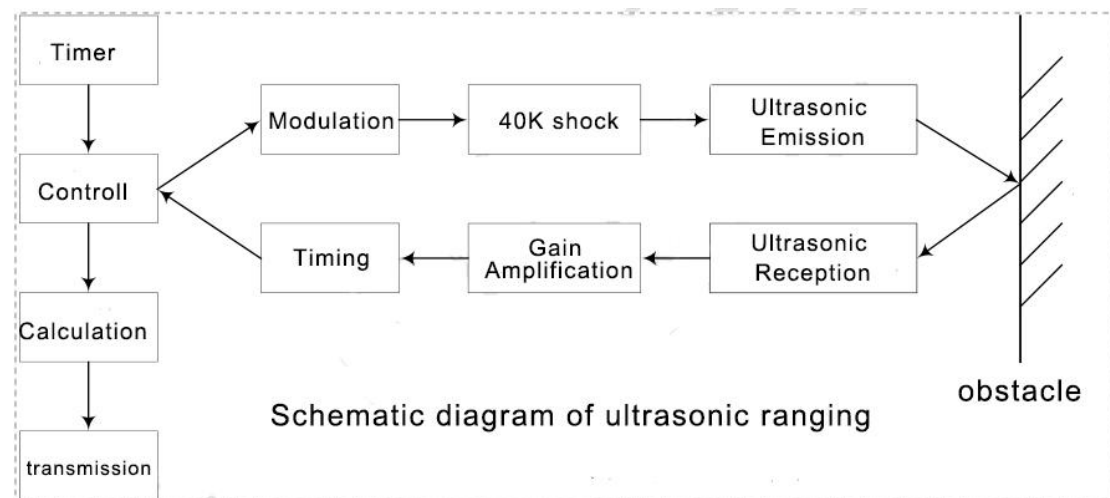 Timer
Modulation
40K shock
Ultrasonic
Emission
Controll
Timing
Gain
Amplification
Ultrasonic
Reception
Calculation
obstacle
Schematic diagram of ultrasonic ranging
transmission